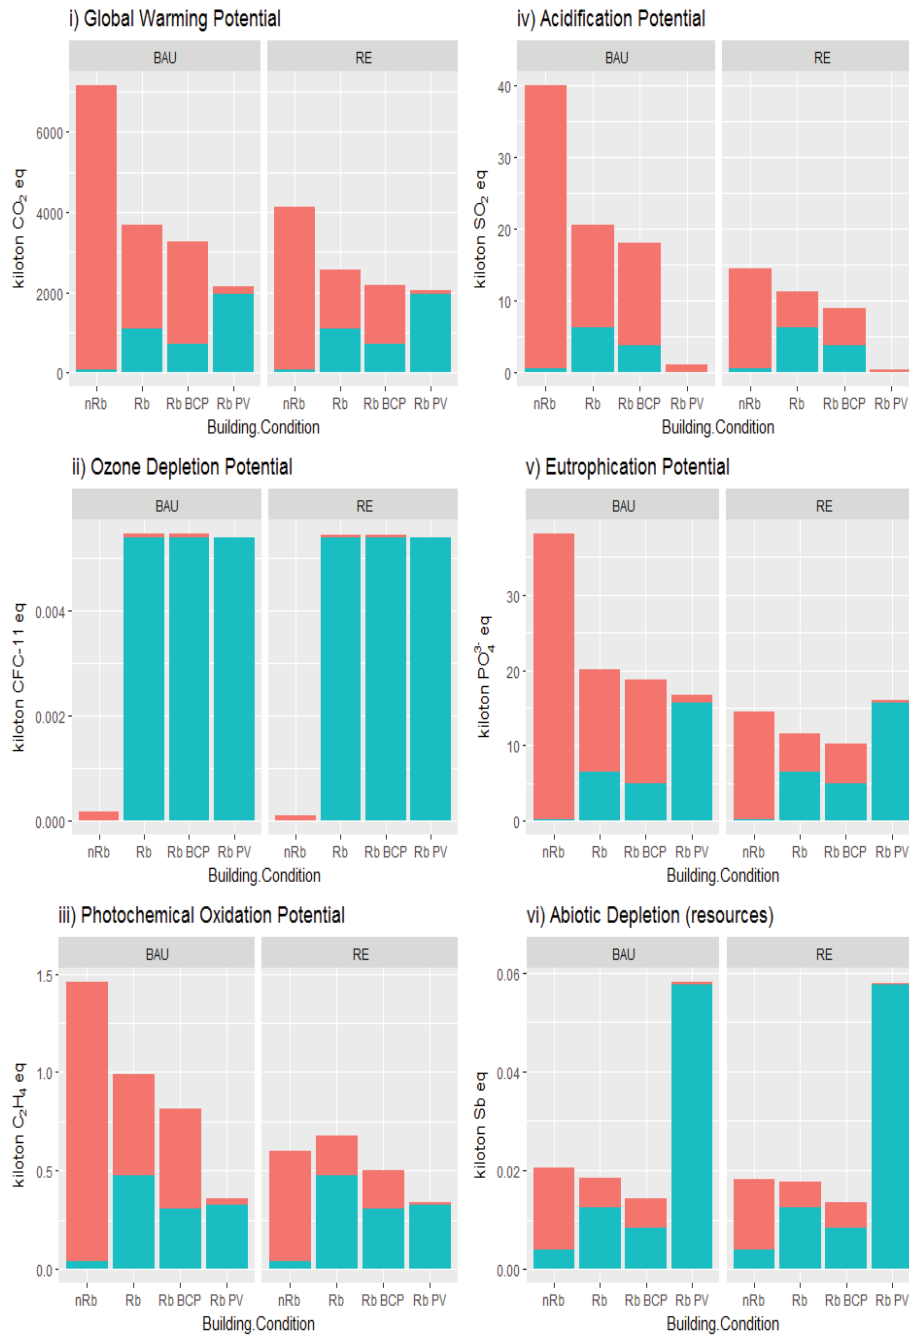 i) Global Warming Potential
BAU RE
kiloton CO₂ eq
6000
4000
2000
0
nRb Rb Rb BCP Rb PV nRb Rb Rb BCP Rb PV
Building.Condition
iv) Acidification Potential
BAU RE
kiloton SO₂ eq
40
30
20
10
0
nRb Rb Rb BCP Rb PV nRb Rb Rb BCP Rb PV
Building.Condition
ii) Ozone Depletion Potential
BAU RE
kiloton CFC-11 eq
0.004
0.002
0.000
nRb Rb Rb BCP Rb PV nRb Rb Rb BCP Rb PV
Building.Condition
v) Eutrophication Potential
BAU RE
kiloton PO₄³⁻ eq
30
20
10
0
nRb Rb Rb BCP Rb PV nRb Rb Rb BCP Rb PV
Building.Condition
iii) Photochemical Oxidation Potential
BAU RE
kiloton C₂H₄ eq
1.5
1.0
0.5
0.0
nRb Rb Rb BCP Rb PV nRb Rb Rb BCP Rb PV
Building.Condition
vi) Abiotic Depletion (resources)
BAU RE
kiloton Sb eq
0.06
0.04
0.02
0.00
nRb Rb Rb BCP Rb PV nRb Rb Rb BCP Rb PV
Building.Condition